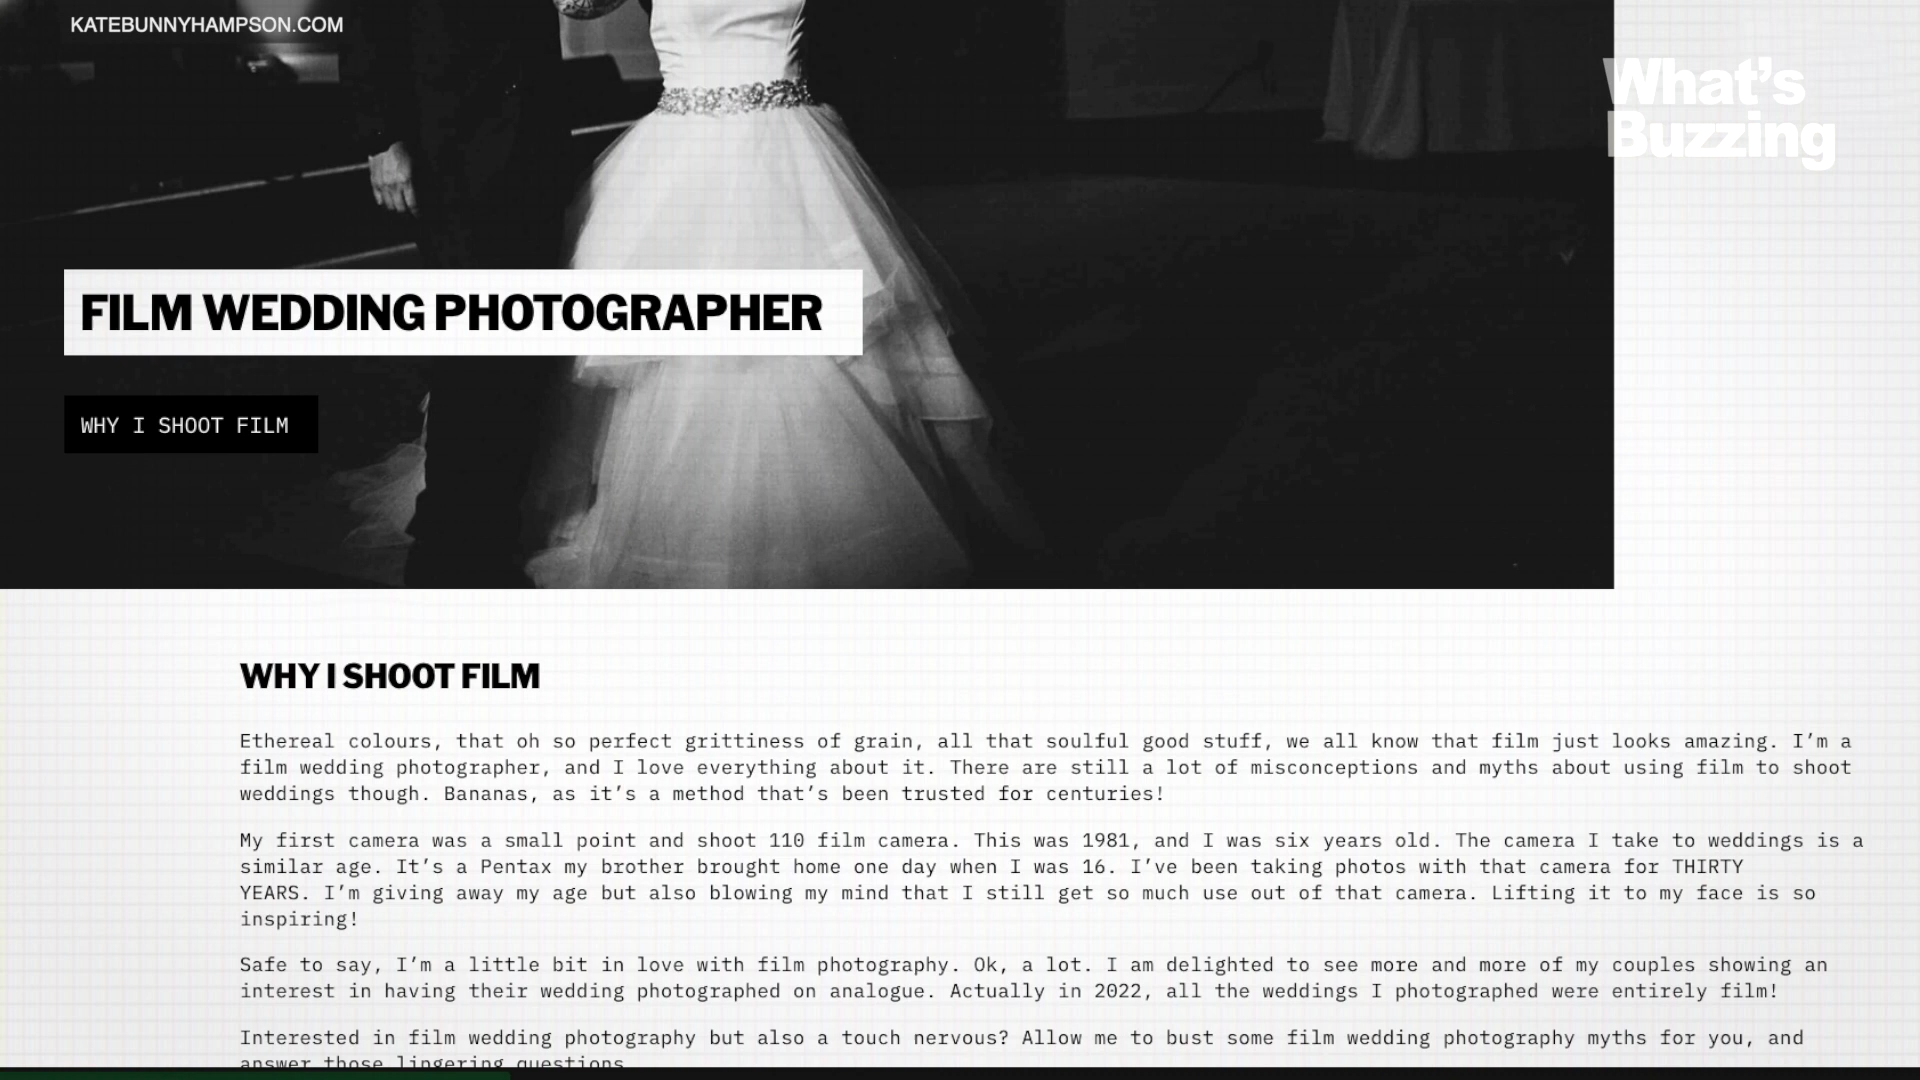 KATEBUNNYHAMPSON.COM
What's
Buzzing
FILM WEDDING PHOTOGRAPHER
WHY I SHOOT FILM
WHY I SHOOT FILM
Ethereal colours, that oh so perfect grittiness of grain, all that soulful good stuff, we all know that film just looks amazing. I’m a
film wedding photographer, and I love everything about it. There are still a lot of misconceptions and myths about using film to shoot
weddings though. Bananas, as it’s a method that’s been trusted for centuries!
My first camera was a small point and shoot 110 film camera. This was 1981, and I was six years old. The camera I take to weddings is a
similar age. It’s a Pentax my brother brought home one day when I was 16. I’ve been taking photos with that camera for THIRTY
YEARS. I’m giving away my age but also blowing my mind that I still get so much use out of that camera. Lifting it to my face is so
inspiring!
Safe to say, I’m a little bit in love with film photography. Ok, a lot. I am delighted to see more and more of my couples showing an
interest in having their wedding photographed on analogue. Actually in 2022, all the weddings I photographed were entirely film!
Interested in film wedding photography but also a touch nervous? Allow me to bust some film wedding photography myths for you, and
answer those lingering questions